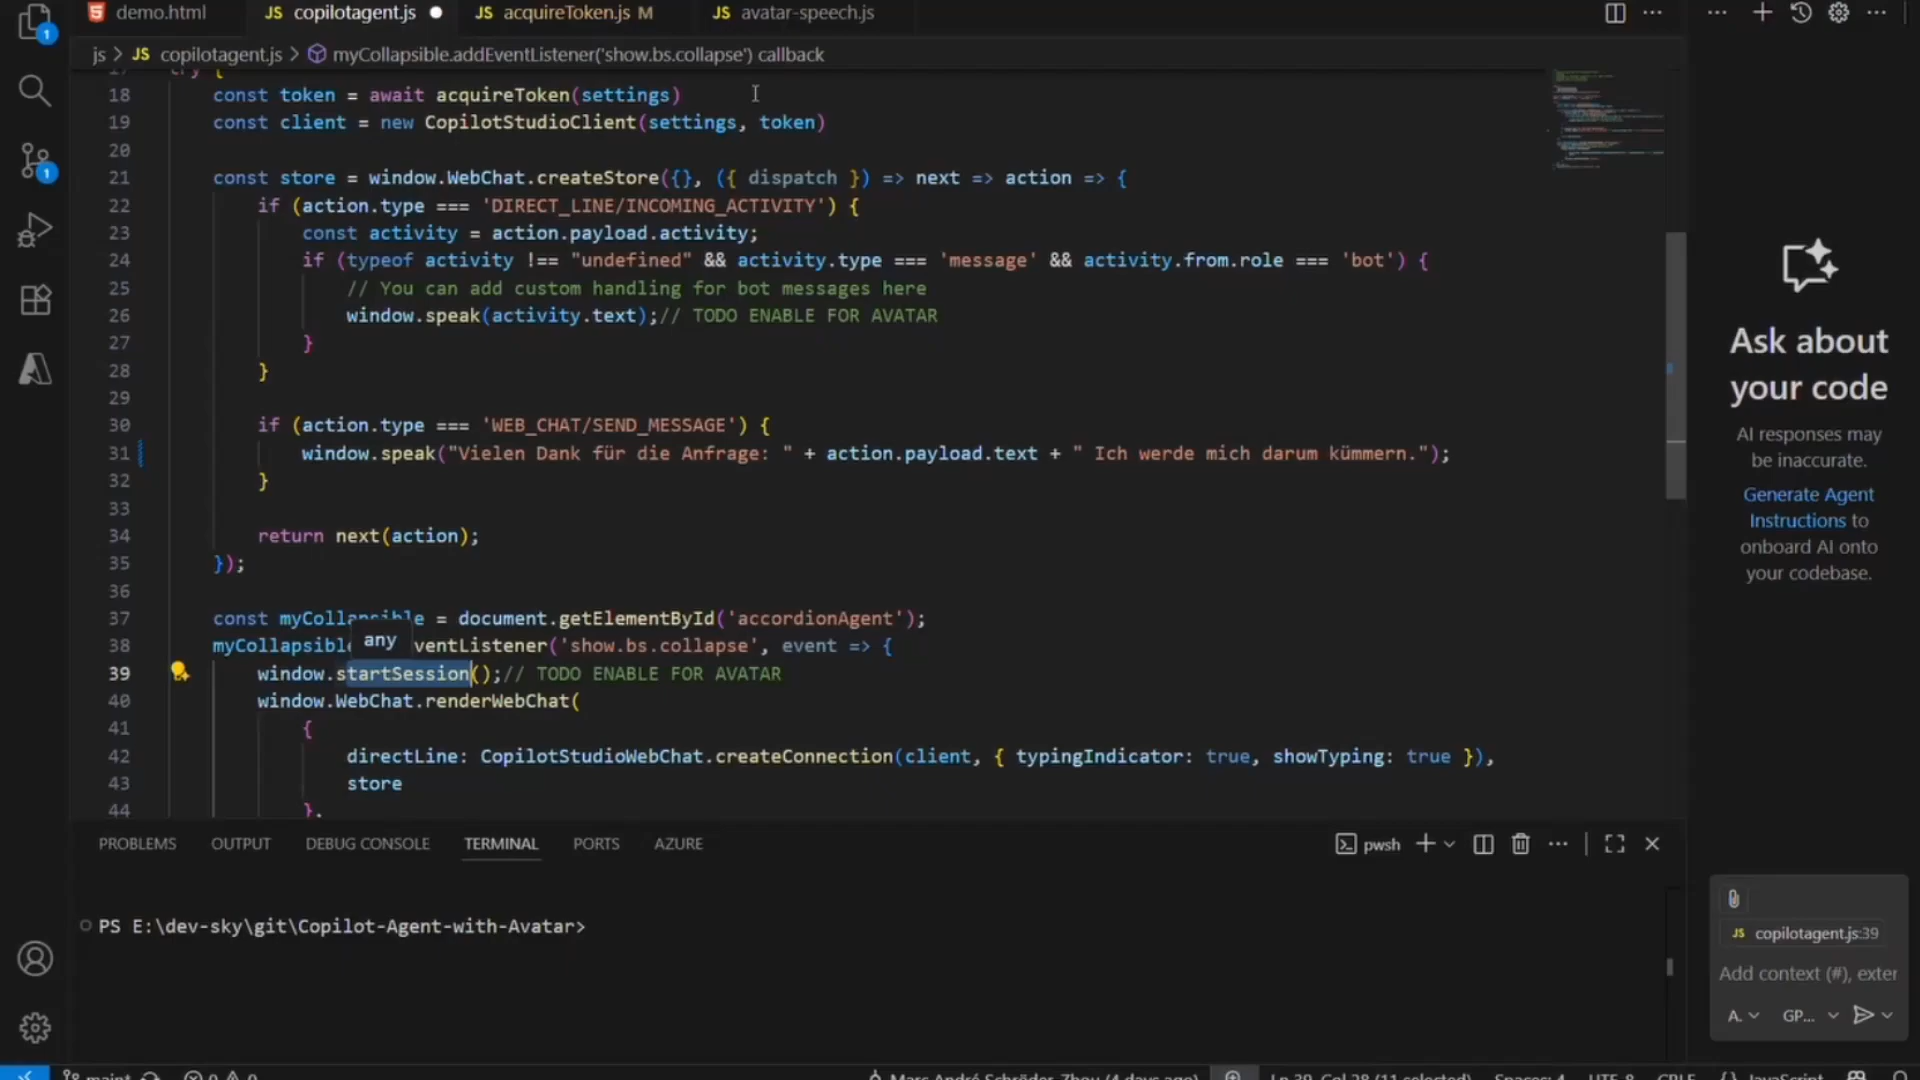 demo.html
JS copilotagent.js
JS acquireToken.js M
JS avatar-speech.js
js > JS copilotagent.js > myCollapsible.addEventListener('show.bs.collapse') callback
try {
18 const token = await acquireToken(settings)
19 const client = new CopilotStudioClient(settings, token)
20
21 const store = window.WebChat.createStore({}, ({ dispatch }) => next => action => {
22 if (action.type === 'DIRECT_LINE/INCOMING_ACTIVITY') {
23 const activity = action.payload.activity;
24 if (typeof activity !== "undefined" && activity.type === 'message' && activity.from.role === 'bot') {
25 // You can add custom handling for bot messages here
26 window.speak(activity.text);// TODO ENABLE FOR AVATAR
27 }
28 }
29
30 if (action.type === 'WEB_CHAT/SEND_MESSAGE') {
31 window.speak("Vielen Dank für die Anfrage: " + action.payload.text + " Ich werde mich darum kümmern.");
32 }
33
34 return next(action);
35 });
36
37 const myCollapsible = document.getElementById('accordionAgent');
38 myCollapsible ventListener('show.bs.collapse', event => {
any
39 window.startSession();// TODO ENABLE FOR AVATAR
40 window.WebChat.renderWebChat(
41 {
42 directLine: CopilotStudioWebChat.createConnection(client, { typingIndicator: true, showTyping: true }),
43 store
44 },
PROBLEMS OUTPUT DEBUG CONSOLE TERMINAL PORTS AZURE
pwsh
PS E:\dev-sky\git\Copilot-Agent-with-Avatar>
1
1
Ask about
your code
AI responses may
be inaccurate.
Generate Agent
Instructions to
onboard AI onto
your codebase.
JS copilotagent.js:39
Add context (#), exter
A. GP...